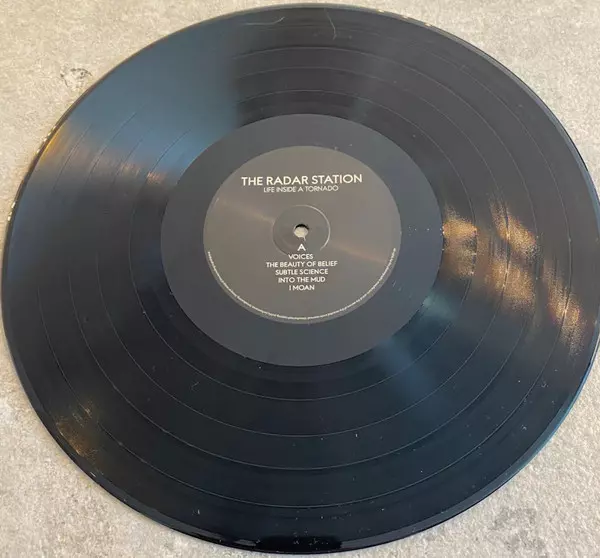 THE RADAR STATION
LIFE INSIDE A TORNADO
A
VOICES
THE BEAUTY OF BELIEF
SUBTLE SCIENCE
INTO THE MUD
I MOAN